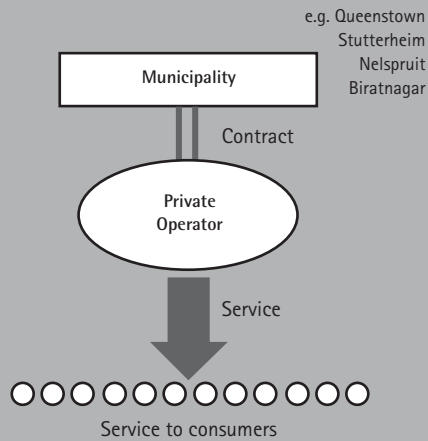 e.g. Queenstown
Stutterheim
Nelspruit
Biratnagar
Municipality
Contract
Private
Operator
Service
Service to consumers